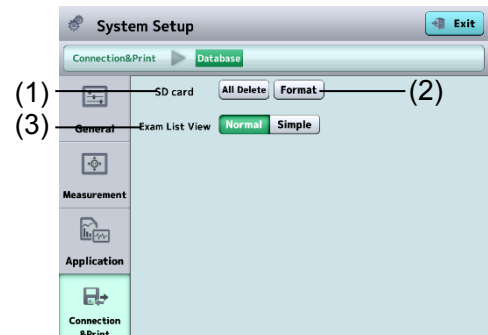 System Setup
Exit
Connection&Print
Database
(1)
SD card
All Delete
Format
(2)
(3)
General
Exam List View
Normal
Simple
Measurement
Application
Connection
&Print